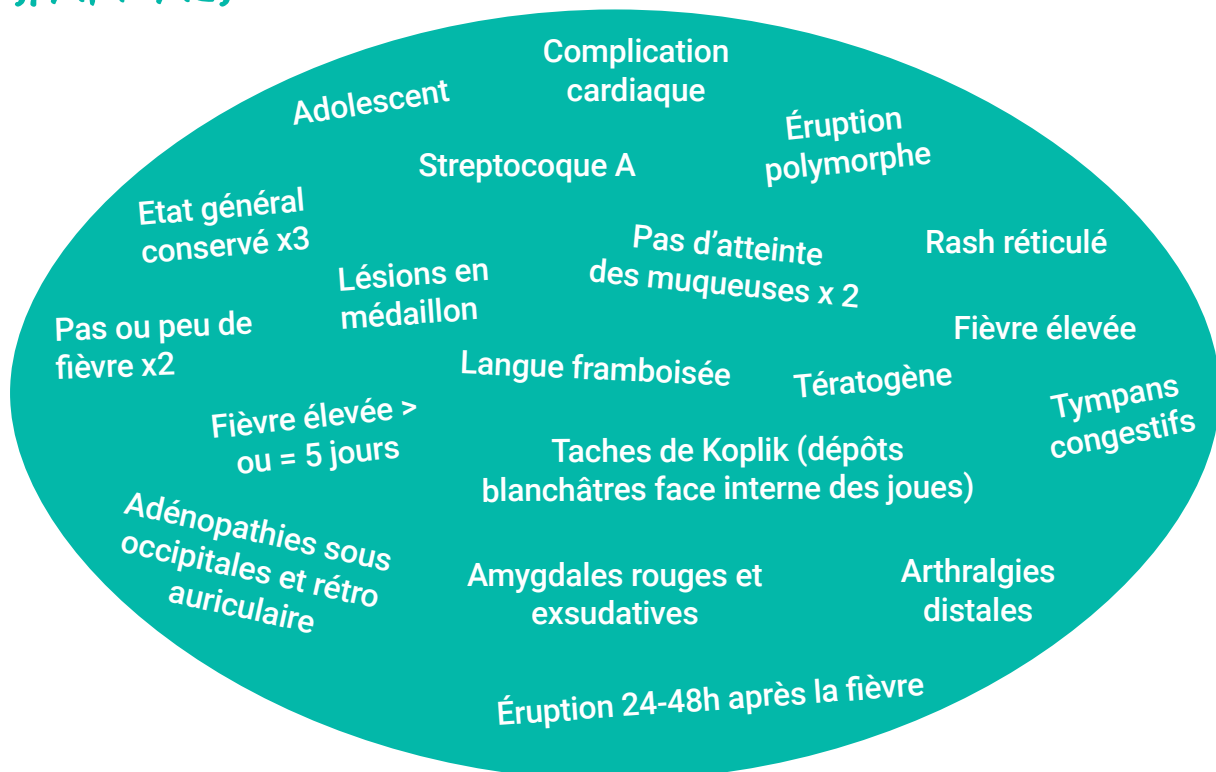 Complication
cardiaque
Adolescent
Éruption
polymorphe
Streptocoque A
Etat général
conservé x3
Pas d'atteinte
des muqueuses x 2
Rash réticulé
Lésions en
médaillon
Pas ou peu de
fièvre x2
Fièvre élevée
Langue framboisée
Tératogène
Tympans
congestifs
Fièvre élevée >
ou = 5 jours
Taches de Koplik (dépôts
blanchâtres face interne des joues)
Adénopathies sous
occipitales et rétro
auriculaire
Amygdales rouges et
exsudatives
Arthralgies
distales
Éruption 24-48h après la fièvre